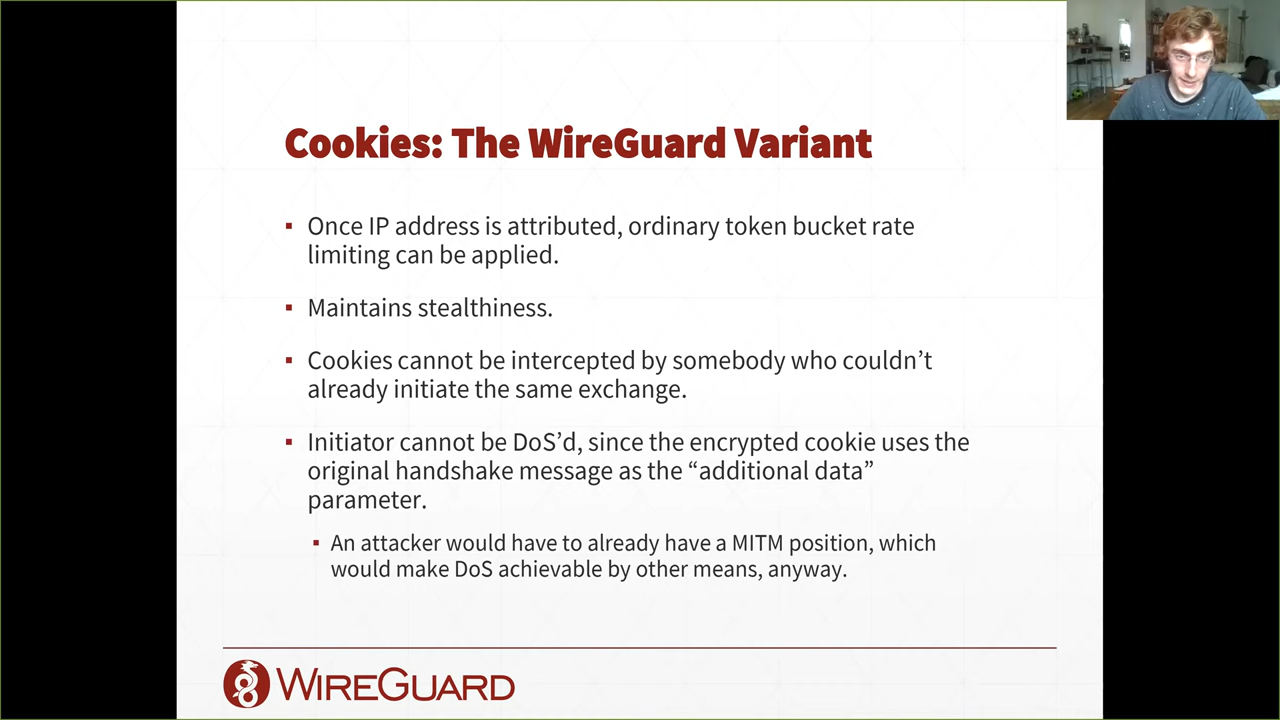 Cookies: The WireGuard Variant
▪ Once IP address is attributed, ordinary token bucket rate
limiting can be applied.
▪ Maintains stealthiness.
▪ Cookies cannot be intercepted by somebody who couldn’t
already initiate the same exchange.
▪ Initiator cannot be DoS’d, since the encrypted cookie uses the
original handshake message as the “additional data”
parameter.
▪ An attacker would have to already have a MITM position, which
would make DoS achievable by other means, anyway.
WIREGUARD